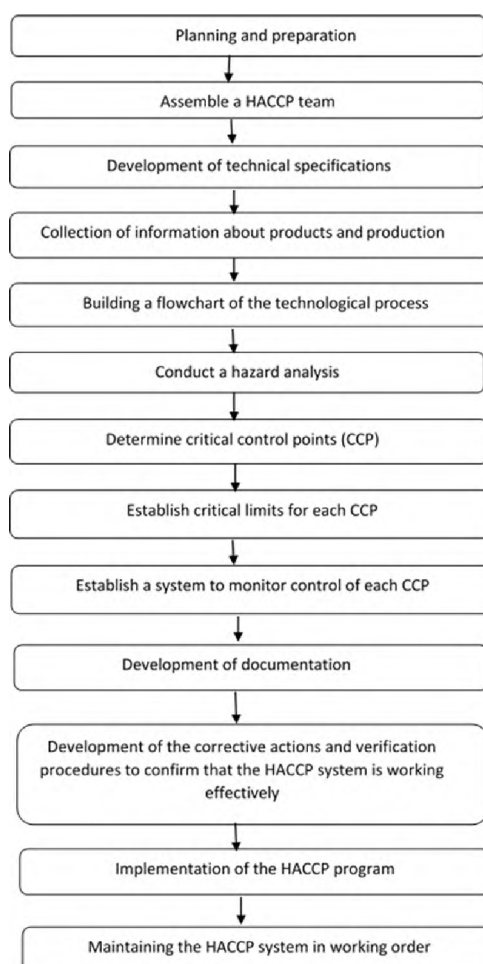 Planning and preparation
Assemble a HACCP team
Development of technical specifications
Collection of information about products and production
Building a flowchart of the technological process
Conduct a hazard analysis
Determine critical control points (CCP)
Establish critical limits for each CCP
Establish a system to monitor control of each CCP
Development of documentation
Development of the corrective actions and verification
procedures to confirm that the HACCP system is working
effectively
Implementation of the HACCP program
Maintaining the HACCP system in working order